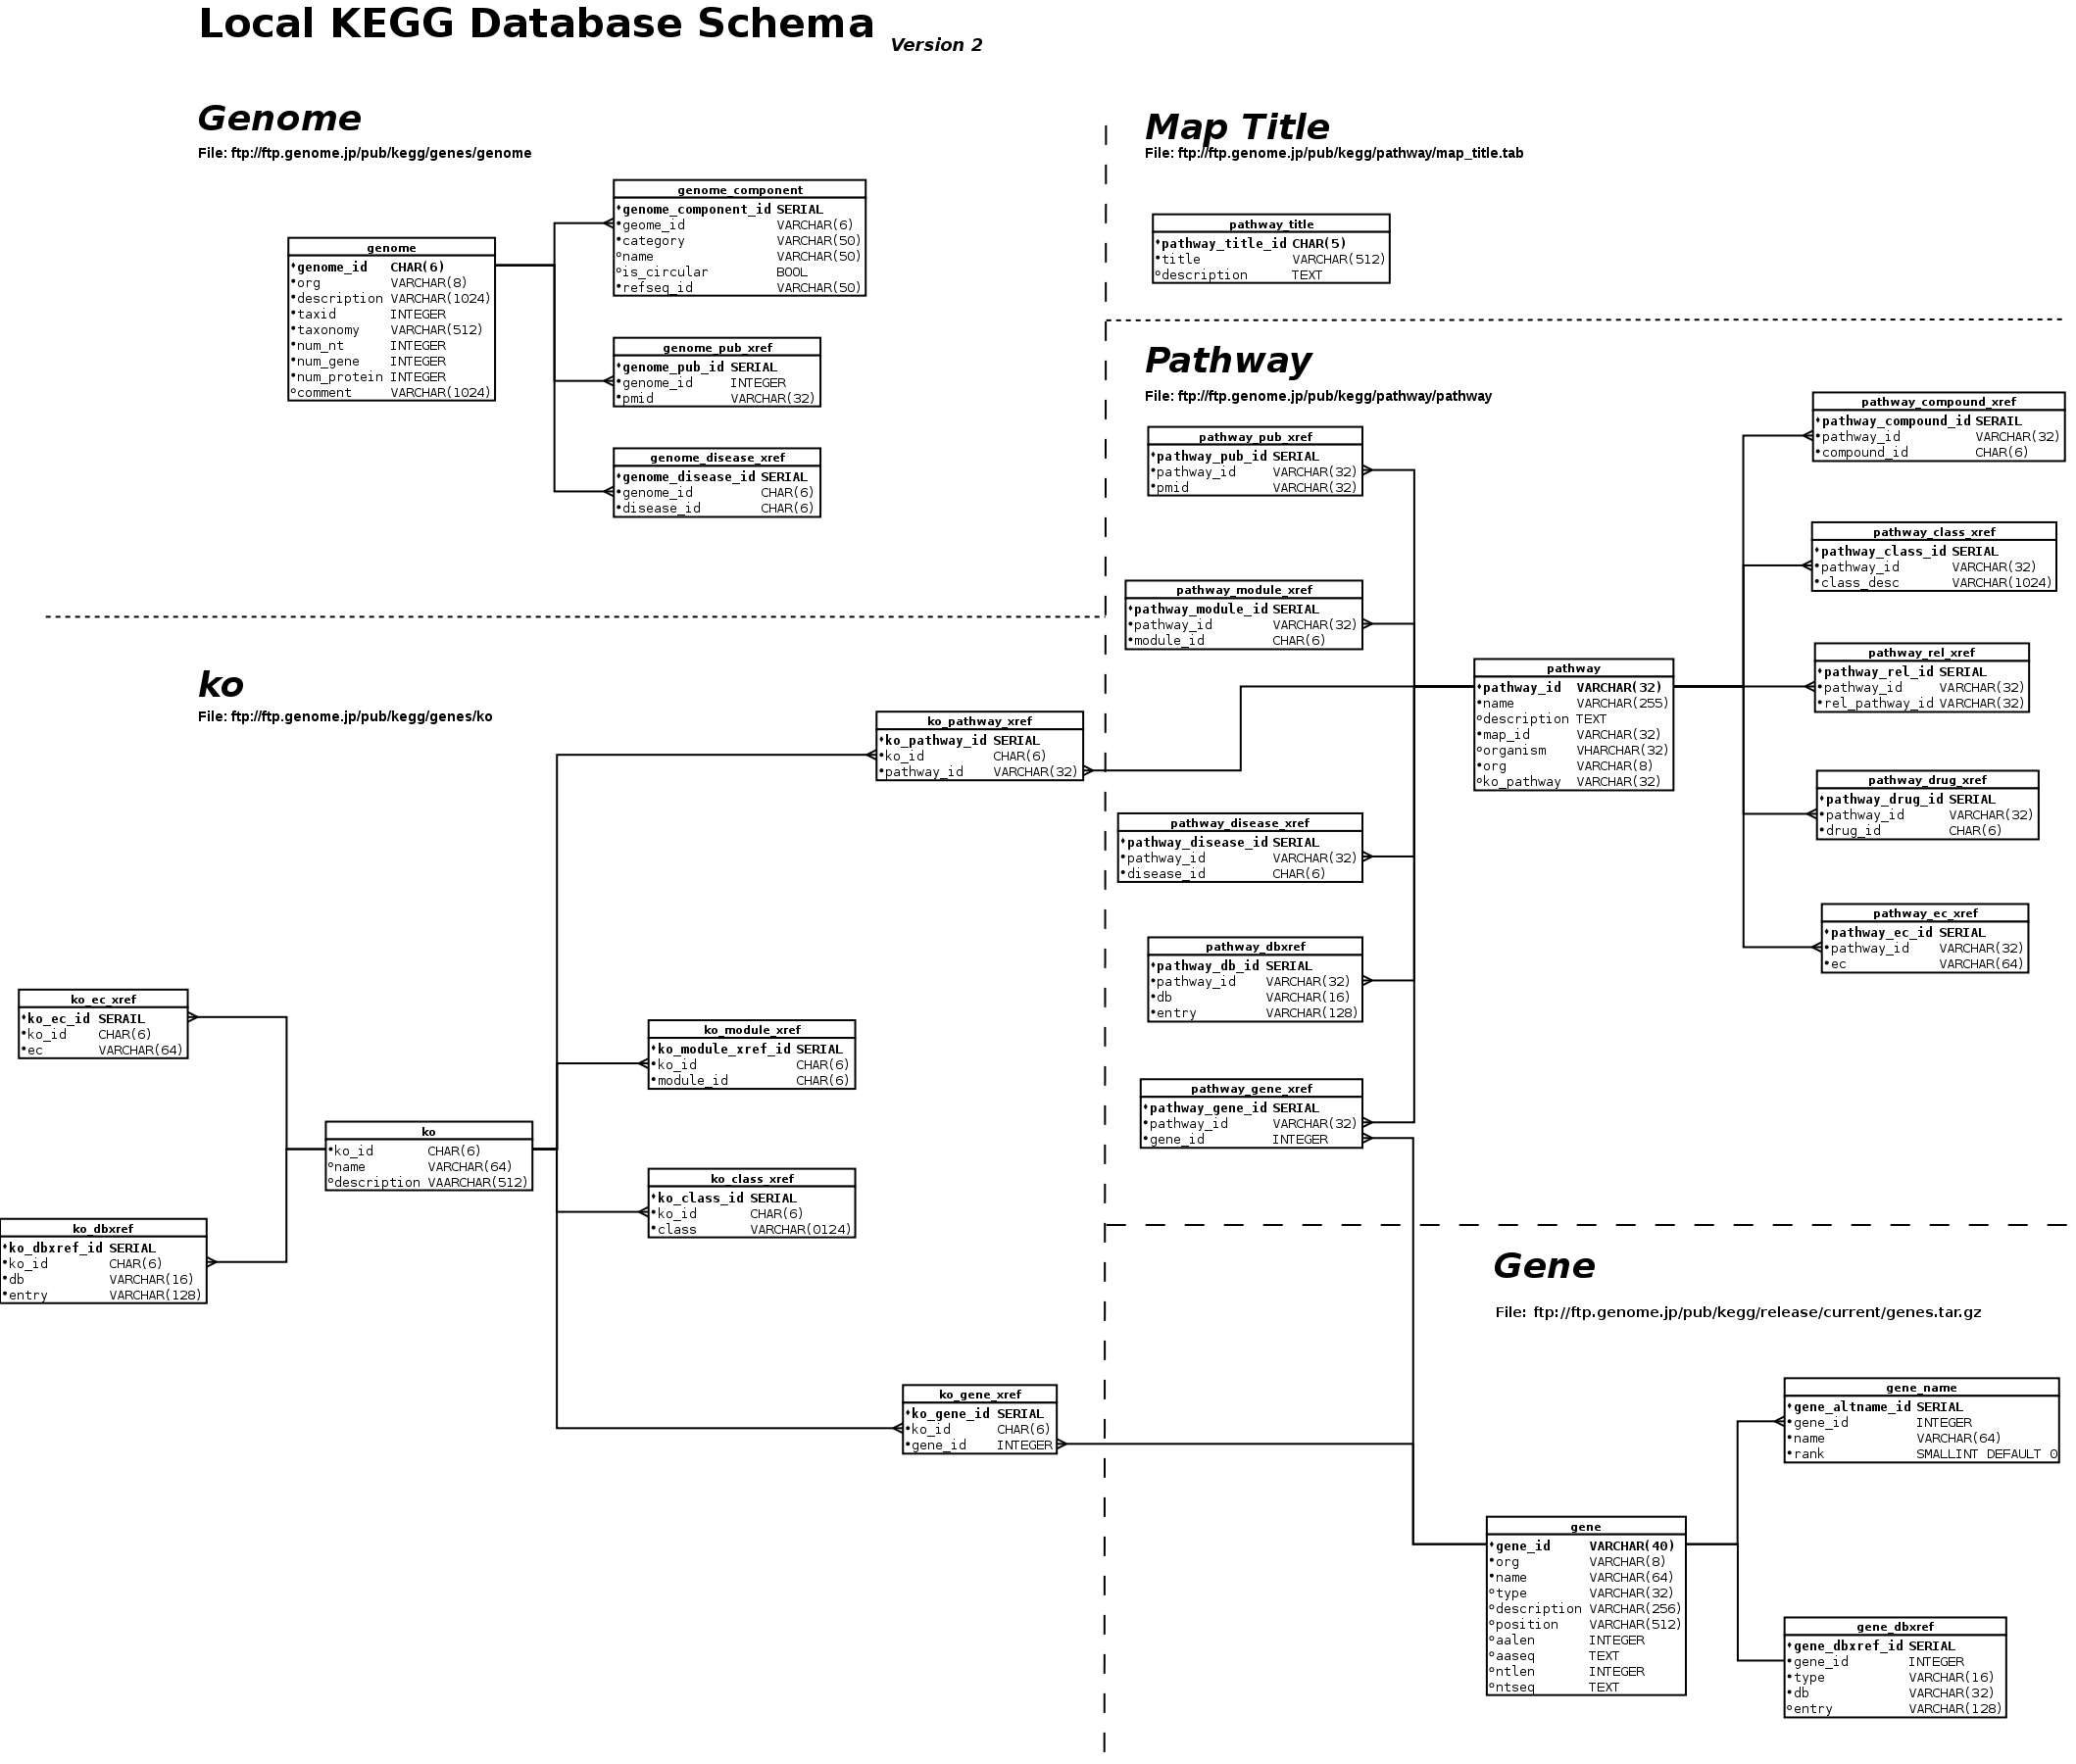 Local KEGG Database Schema Version 2
Genome
File: ftp://ftp.genome.jp/pub/kegg/genes/genome
genome
genome_id CHAR(6)
org VARCHAR(8)
description VARCHAR(1024)
taxid INTEGER
taxonomy VARCHAR(512)
num_nt INTEGER
num_gene INTEGER
num_protein INTEGER
comment VARCHAR(1024)
genome_component
genome_component_id SERIAL
geome_id VARCHAR(6)
category VARCHAR(50)
name VARCHAR(50)
is_circular BOOL
refseq_id VARCHAR(50)
genome_pub_xref
genome_pub_id SERIAL
genome_id INTEGER
pmid VARCHAR(32)
genome_disease_xref
genome_disease_id SERIAL
genome_id CHAR(6)
disease_id CHAR(6)
Map Title
File: ftp://ftp.genome.jp/pub/kegg/pathway/map_title.tab
pathway_title
pathway_title_id CHAR(5)
title VARCHAR(512)
description TEXT
Pathway
File: ftp://ftp.genome.jp/pub/kegg/pathway/pathway
pathway_pub_xref
pathway_pub_id SERIAL
pathway_id VARCHAR(32)
pmid VARCHAR(32)
pathway_module_xref
pathway_module_id SERIAL
pathway_id VARCHAR(32)
module_id CHAR(6)
pathway_disease_xref
pathway_disease_id SERIAL
pathway_id VARCHAR(32)
disease_id CHAR(6)
pathway_dbxref
pathway_db_id SERIAL
pathway_id VARCHAR(32)
db VARCHAR(16)
entry VARCHAR(128)
pathway_gene_xref
pathway_gene_id SERIAL
pathway_id VARCHAR(32)
gene_id INTEGER
pathway
pathway_id VARCHAR(32)
name VARCHAR(255)
description TEXT
map_id VARCHAR(32)
organism VHARCHAR(32)
org VARCHAR(8)
ko_pathway VARCHAR(32)
pathway_compound_xref
pathway_compound_id SERAIL
pathway_id VARCHAR(32)
compound_id CHAR(6)
pathway_class_xref
pathway_class_id SERIAL
pathway_id VARCHAR(32)
class_desc VARCHAR(1024)
pathway_rel_xref
pathway_rel_id SERIAL
pathway_id VARCHAR(32)
rel_pathway_id VARCHAR(32)
pathway_drug_xref
pathway_drug_id SERIAL
pathway_id VARCHAR(32)
drug_id CHAR(6)
pathway_ec_xref
pathway_ec_id SERIAL
pathway_id VARCHAR(32)
ec VARCHAR(64)
ko
File: ftp://ftp.genome.jp/pub/kegg/genes/ko
ko_pathway_xref
ko_pathway_id SERIAL
ko_id CHAR(6)
pathway_id VARCHAR(32)
ko_ec_xref
ko_ec_id SERAIL
ko_id CHAR(6)
ec VARCHAR(64)
ko_module_xref
ko_module_xref_id SERIAL
ko_id CHAR(6)
module_id CHAR(6)
ko
ko_id CHAR(6)
name VARCHAR(64)
description VAARCHAR(512)
ko_class_xref
ko_class_id SERIAL
ko_id CHAR(6)
class VARCHAR(0124)
ko_dbxref
ko_dbxref_id SERIAL
ko_id CHAR(6)
db VARCHAR(16)
entry VARCHAR(128)
ko_gene_xref
ko_gene_id SERIAL
ko_id CHAR(6)
gene_id INTEGER
Gene
File: ftp://ftp.genome.jp/pub/kegg/release/current/genes.tar.gz
gene_name
gene_altname_id SERIAL
gene_id INTEGER
name VARCHAR(64)
rank SMALLINT DEFAULT 0
gene
gene_id VARCHAR(40)
org VARCHAR(8)
name VARCHAR(64)
type VARCHAR(32)
description VARCHAR(256)
position VARCHAR(512)
aalen INTEGER
aaseq TEXT
ntlen INTEGER
ntseq TEXT
gene_dbxref
gene_dbxref_id SERIAL
gene_id INTEGER
type VARCHAR(16)
db VARCHAR(32)
entry VARCHAR(128)